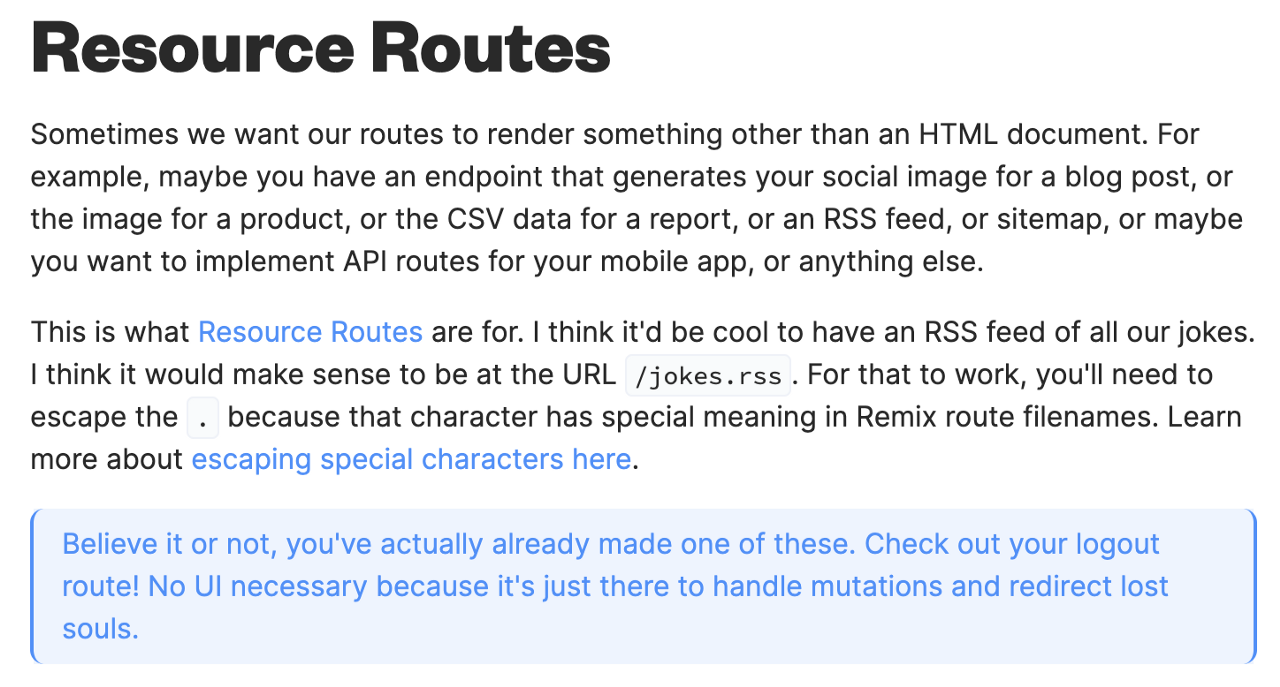 Resource Routes
Sometimes we want our routes to render something other than an HTML document. For
example, maybe you have an endpoint that generates your social image for a blog post, or
the image for a product, or the CSV data for a report, or an RSS feed, or sitemap, or maybe
you want to implement API routes for your mobile app, or anything else.
This is what Resource Routes are for. I think it'd be cool to have an RSS feed of all our jokes.
I think it would make sense to be at the URL /jokes.rss. For that to work, you'll need to
escape the . because that character has special meaning in Remix route filenames. Learn
more about escaping special characters here.
Believe it or not, you've actually already made one of these. Check out your logout
route! No UI necessary because it's just there to handle mutations and redirect lost
souls.